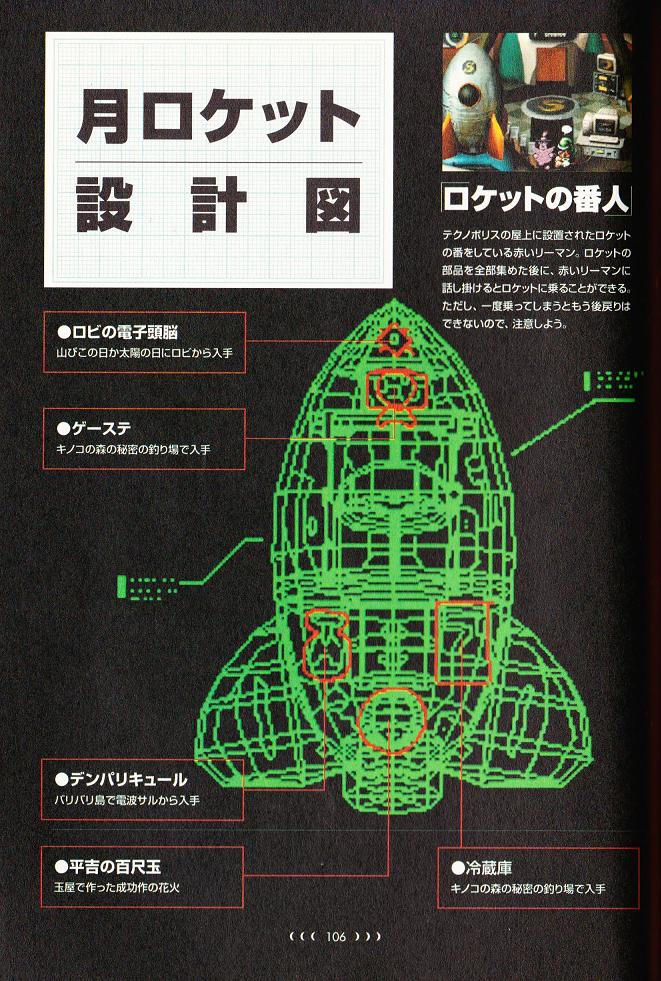 月ロケット
設計図
ロケットの番人
テクノポリスの屋上に設置されたロケット
の番をしている赤いリーマン。ロケットの
部品を全部集めた後に、赤いリーマンに
話し掛けるとロケットに乗ることができる。
ただし、一度乗ってしまうともう後戻りは
できないので、注意しよう。
●ロビの電子頭脳
山びこの日か太陽の日にロビから入手
●ゲーステ
キノコの森の秘密の釣り場で入手
●デンパリキュール
バリバリ島で電波サルから入手
●平吉の百尺玉
玉屋で作った成功作の花火
●冷蔵庫
キノコの森の秘密の釣り場で入手
((( 106 )))